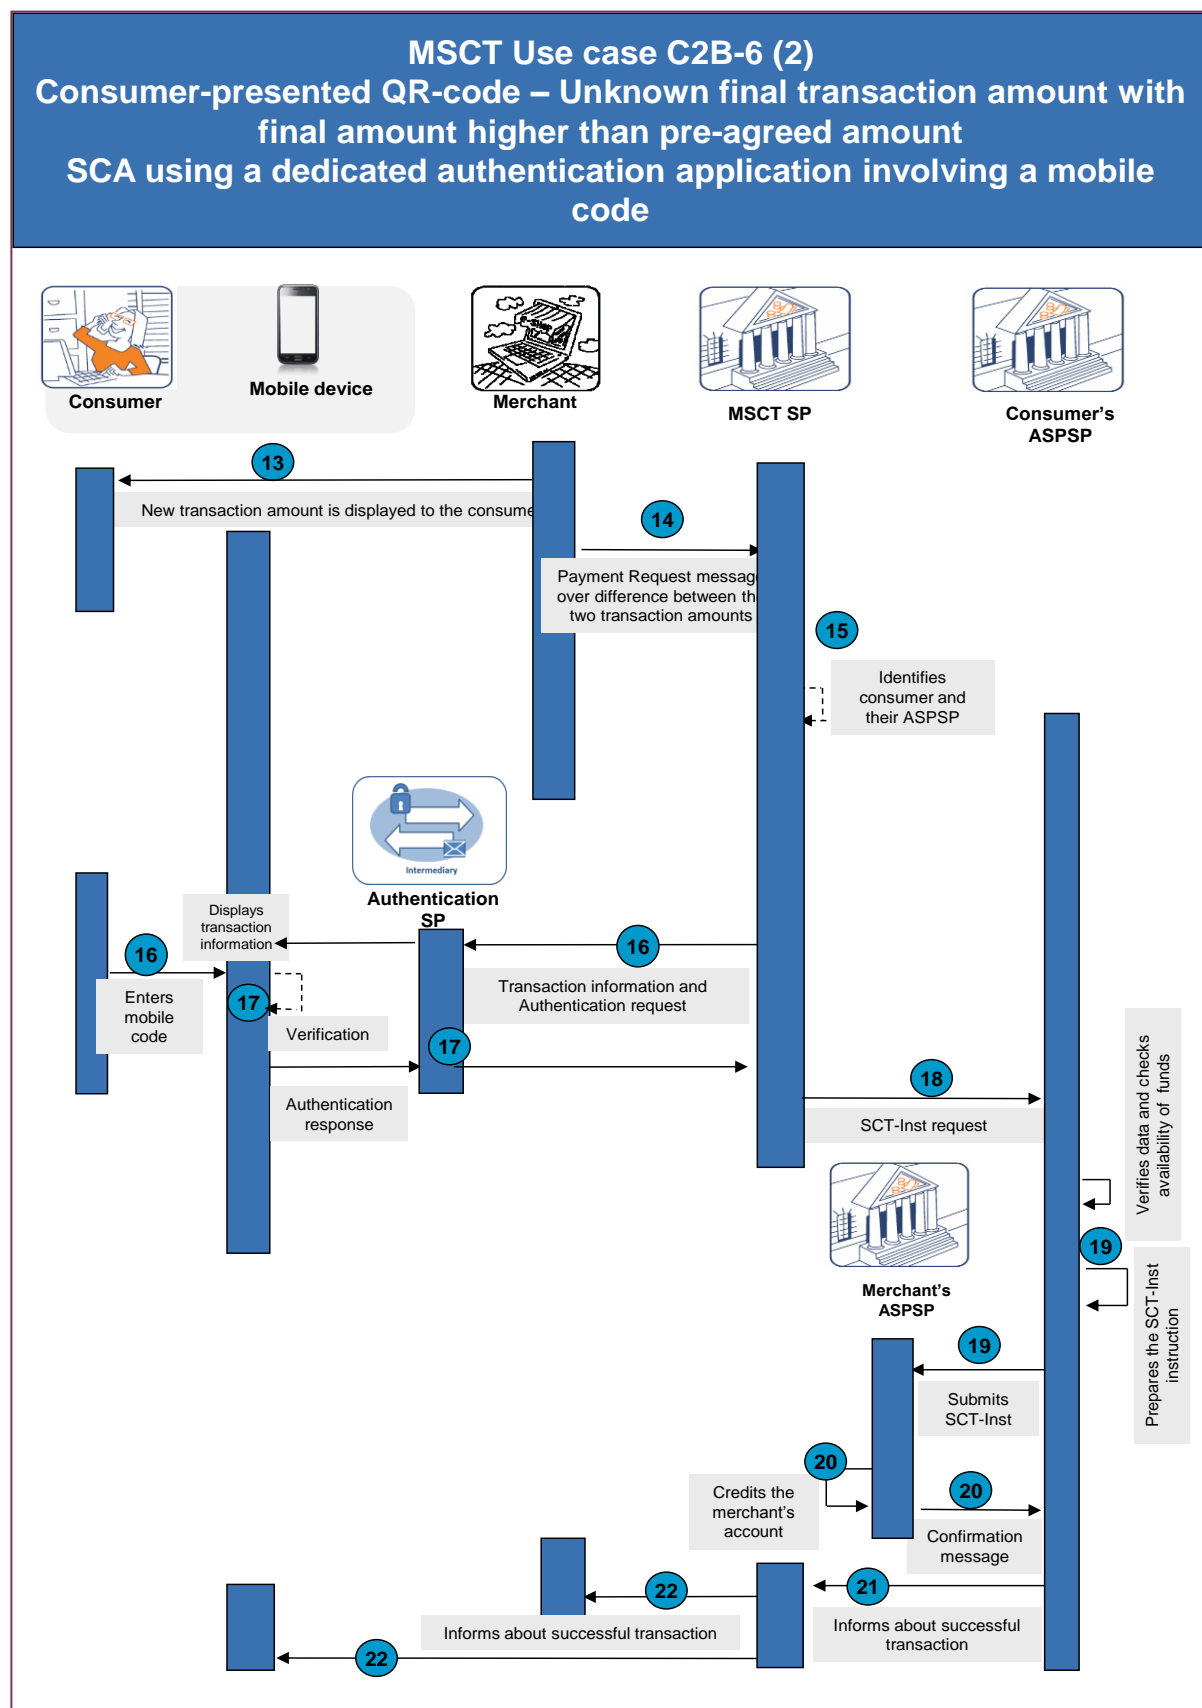 MSCT Use case C2B-6 (2)
Consumer-presented QR-code – Unknown final transaction amount with
final amount higher than pre-agreed amount
SCA using a dedicated authentication application involving a mobile
code
Consumer
Mobile device
Merchant
MSCT SP
Consumer's
ASPSP
13
New transaction amount is displayed to the consume
14
Payment Request messag
over difference between th
two transaction amounts
15
Identifies
consumer and
their ASPSP
Intermediary
Authentication
SP
Displays
transaction
information
16
Enters
mobile
code
16
Transaction information and
Authentication request
17
Verification
17
Authentication
response
18
SCT-Inst request
Verifies data and checks
availability of funds
Merchant's
ASPSP
19
Prepares the SCT-Inst
instruction
19
Submits
SCT-Inst
20
Credits the
merchant's
account
20
Confirmation
message
21
Informs about successful
transaction
22
Informs about successful transaction
22